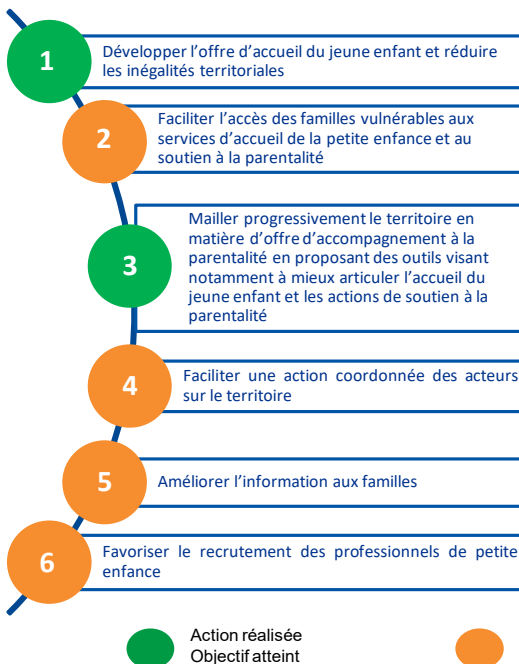 1
Développer l’offre d’accueil du jeune enfant et réduire
les inégalités territoriales
2
Faciliter l’accès des familles vulnérables aux
services d’accueil de la petite enfance et au
soutien à la parentalité
3
Mailler progressivement le territoire en
matière d’offre d’accompagnement à la
parentalité en proposant des outils visant
notamment à mieux articuler l’accueil du
jeune enfant et les actions de soutien à la
parentalité
4
Faciliter une action coordonnée des acteurs
sur le territoire
5
Améliorer l’information aux familles
6
Favoriser le recrutement des professionnels de petite
enfance
Action réalisée
Objectif atteint